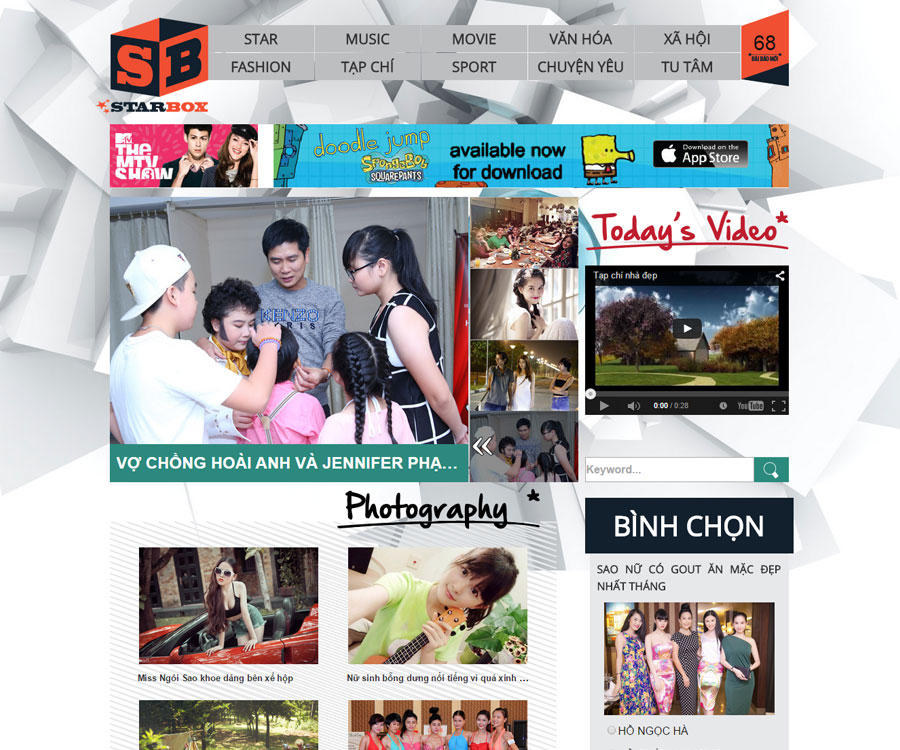 SB
STARBOX
STAR
MUSIC
MOVIE
VĂN HÓA
XÃ HỘI
FASHION
TẠP CHÍ
SPORT
CHUYỆN YÊU
TU TÂM
68
BÀI BÁO MỚI
MTV
THE
MTV
SHOW
doodle jump
SpongeBob
SQUAREPANTS
available now
for download
Download on the
App Store
KENZO
PARIS
VỢ CHỒNG HOÀI ANH VÀ JENNIFER PHẠ...
Today's Video*
Tạp chí nhà đẹp
0:00 / 0:28
YouTube
Keyword...
Photography *
Miss Ngôi Sao khoe dáng bên xế hộp
Nữ sinh bỗng dưng nổi tiếng vì quá xinh ...
BÌNH CHỌN
SAO NỮ CÓ GOUT ĂN MẶC ĐẸP
NHẤT THÁNG
HỒ NGỌC HÀ